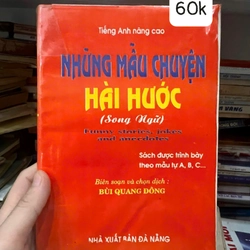 60k
Tiếng Anh nâng cao
NHỮNG MẨU CHUYỆN
HÀI HƯỚC
(Song Ngữ)
Funny stories, jokes
and anecdotes
Sách được trình bày
theo mẫu tự A, B, C...
Biên soạn và chọn dịch :
BÙI QUANG ĐÔNG
NHÀ XUẤT BẢN ĐÀ NẴNG